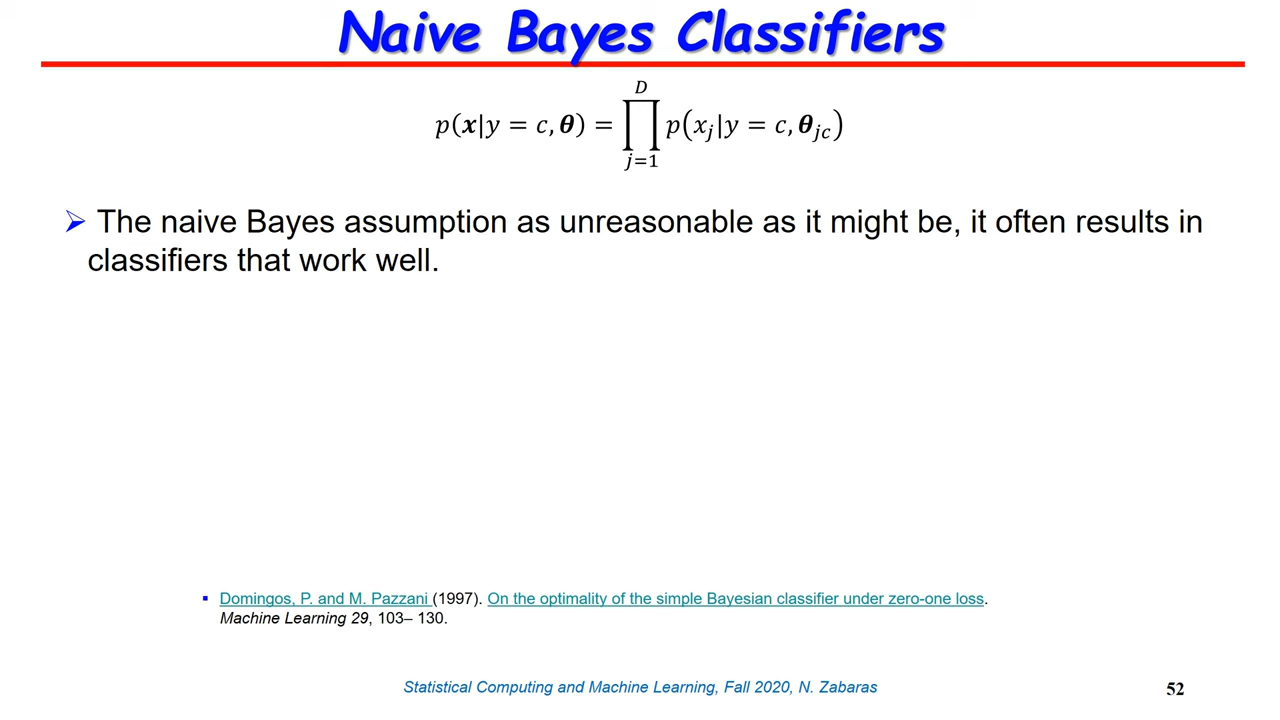 Naive Bayes Classifiers
p(x|y = c, θ) = ∏_{j=1}^{D} p(x_j|y = c, θ_{jc})
➢ The naive Bayes assumption as unreasonable as it might be, it often results in
classifiers that work well.
▪ Domingos, P. and M. Pazzani (1997). On the optimality of the simple Bayesian classifier under zero-one loss.
Machine Learning 29, 103– 130.
Statistical Computing and Machine Learning, Fall 2020, N. Zabaras
52